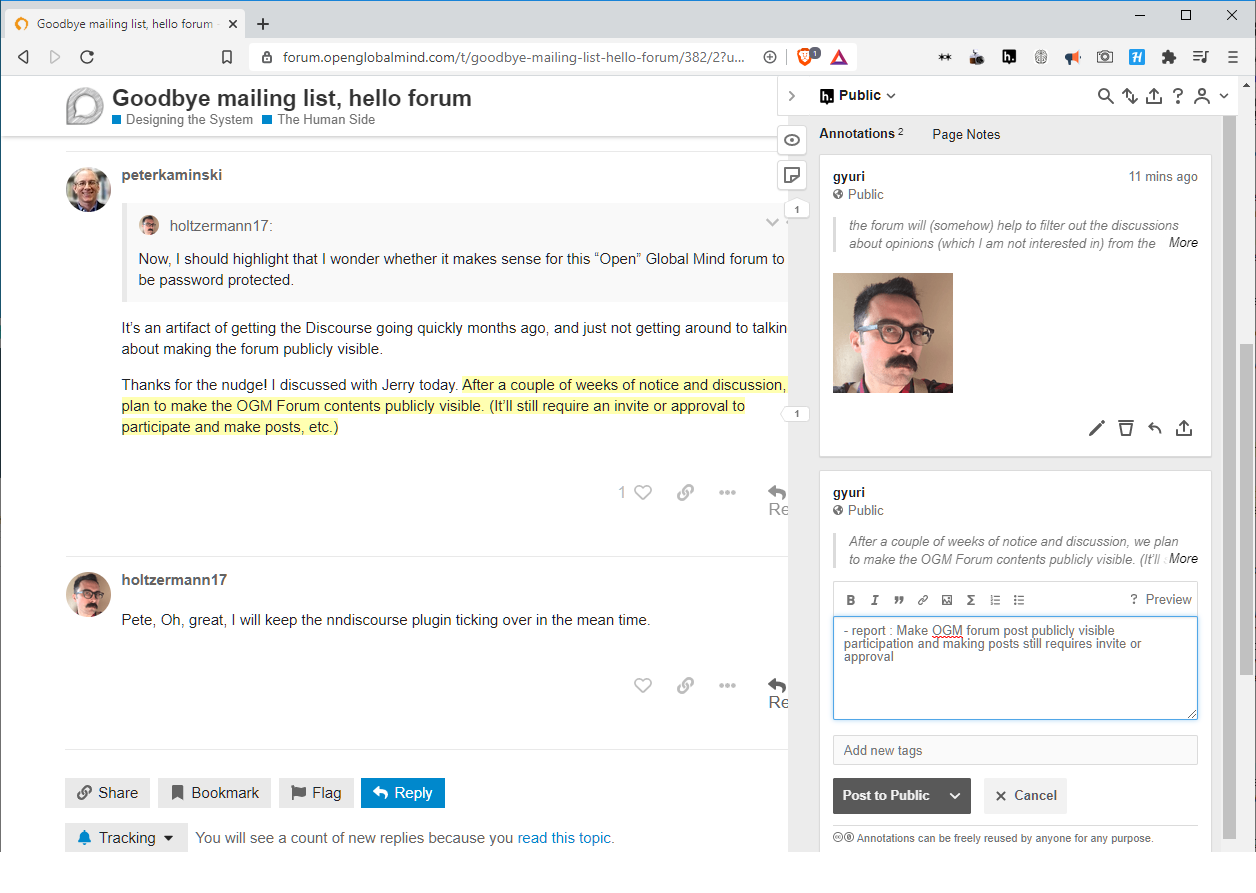 Goodbye mailing list, hello forum
forum.openglobalmind.com/t/goodbye-mailing-list-hello-forum/382/2?u...
1
Goodbye mailing list, hello forum
Designing the System The Human Side
peterkaminski
holtzermann17:
Now, I should highlight that I wonder whether it makes sense for this “Open” Global Mind forum to
be password protected.
It’s an artifact of getting the Discourse going quickly months ago, and just not getting around to talkin
about making the forum publicly visible.
Thanks for the nudge! I discussed with Jerry today. After a couple of weeks of notice and discussion,
plan to make the OGM Forum contents publicly visible. (It’ll still require an invite or approval to
participate and make posts, etc.)
1
Re
holtzermann17
Pete, Oh, great, I will keep the nndiscourse plugin ticking over in the mean time.
Re
Share Bookmark Flag Reply
Tracking You will see a count of new replies because you read this topic.
1
1
h. Public
Annotations 2 Page Notes
gyuri 11 mins ago
Public
the forum will (somehow) help to filter out the discussions
about opinions (which I am not interested in) from the More
gyuri
Public
After a couple of weeks of notice and discussion, we plan
to make the OGM Forum contents publicly visible. (It’ll More
B I Σ ? Preview
- report : Make OGM forum post publicly visible
participation and making posts still requires invite or
approval
Add new tags
Post to Public Cancel
Annotations can be freely reused by anyone for any purpose.